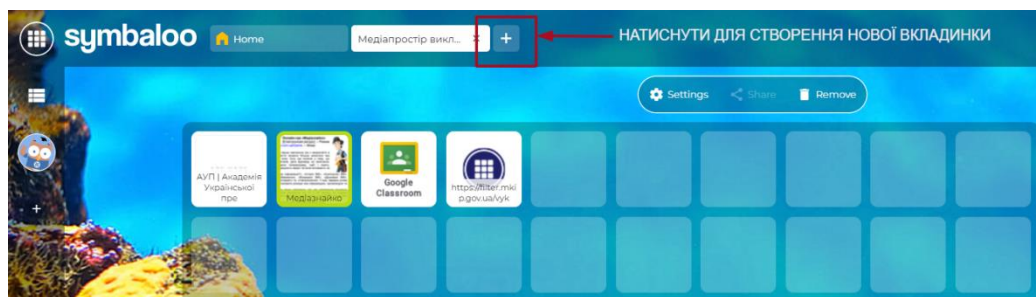 symbaloo
Home
Медіапростір викл...
+
НАТИСНУТИ ДЛЯ СТВОРЕННЯ НОВОЇ ВКЛАДИНКИ
Settings
Share
Remove
АУП | Академія
Української
пре
Медіазнайко
Google
Classroom
https://filter.mki
p.gov.ua/vyk
+